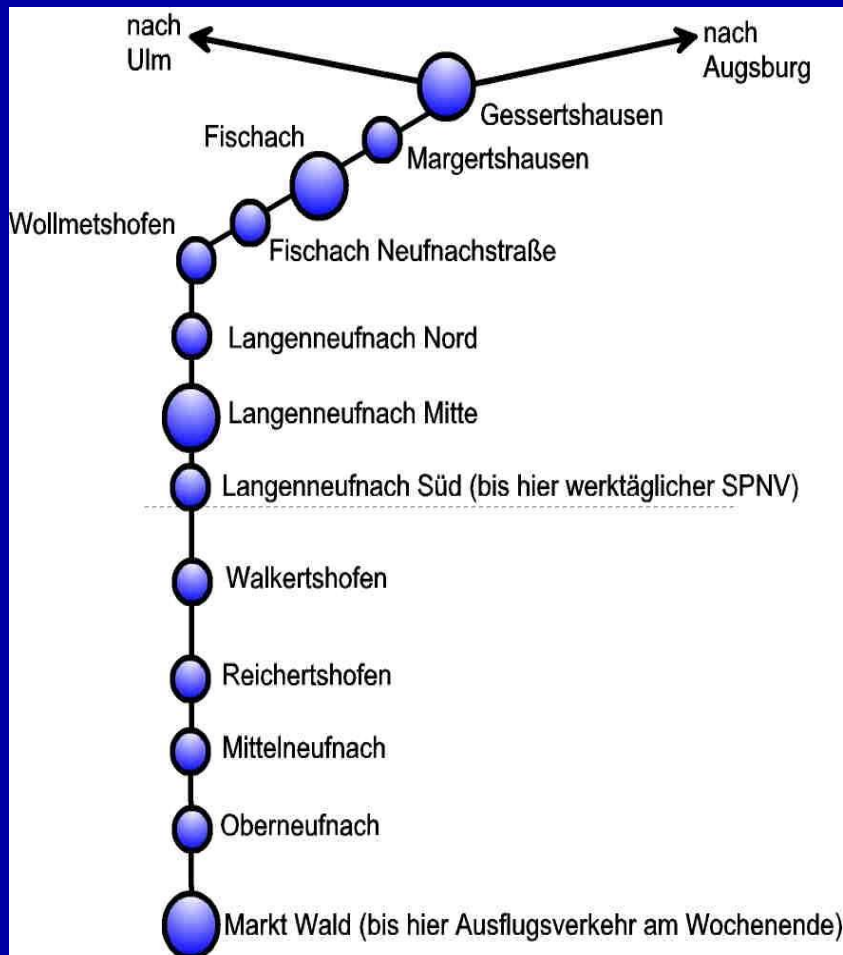 nach
Ulm
nach
Augsburg
Gessertshausen
Fischach
Margertshausen
Wollmetshofen
Fischach Neufnachstraße
Langenneufnach Nord
Langenneufnach Mitte
Langenneufnach Süd (bis hier werktäglicher SPNV)
Walkertshofen
Reichertshofen
Mittelneufnach
Oberneufnach
Markt Wald (bis hier Ausflugsverkehr am Wochenende)